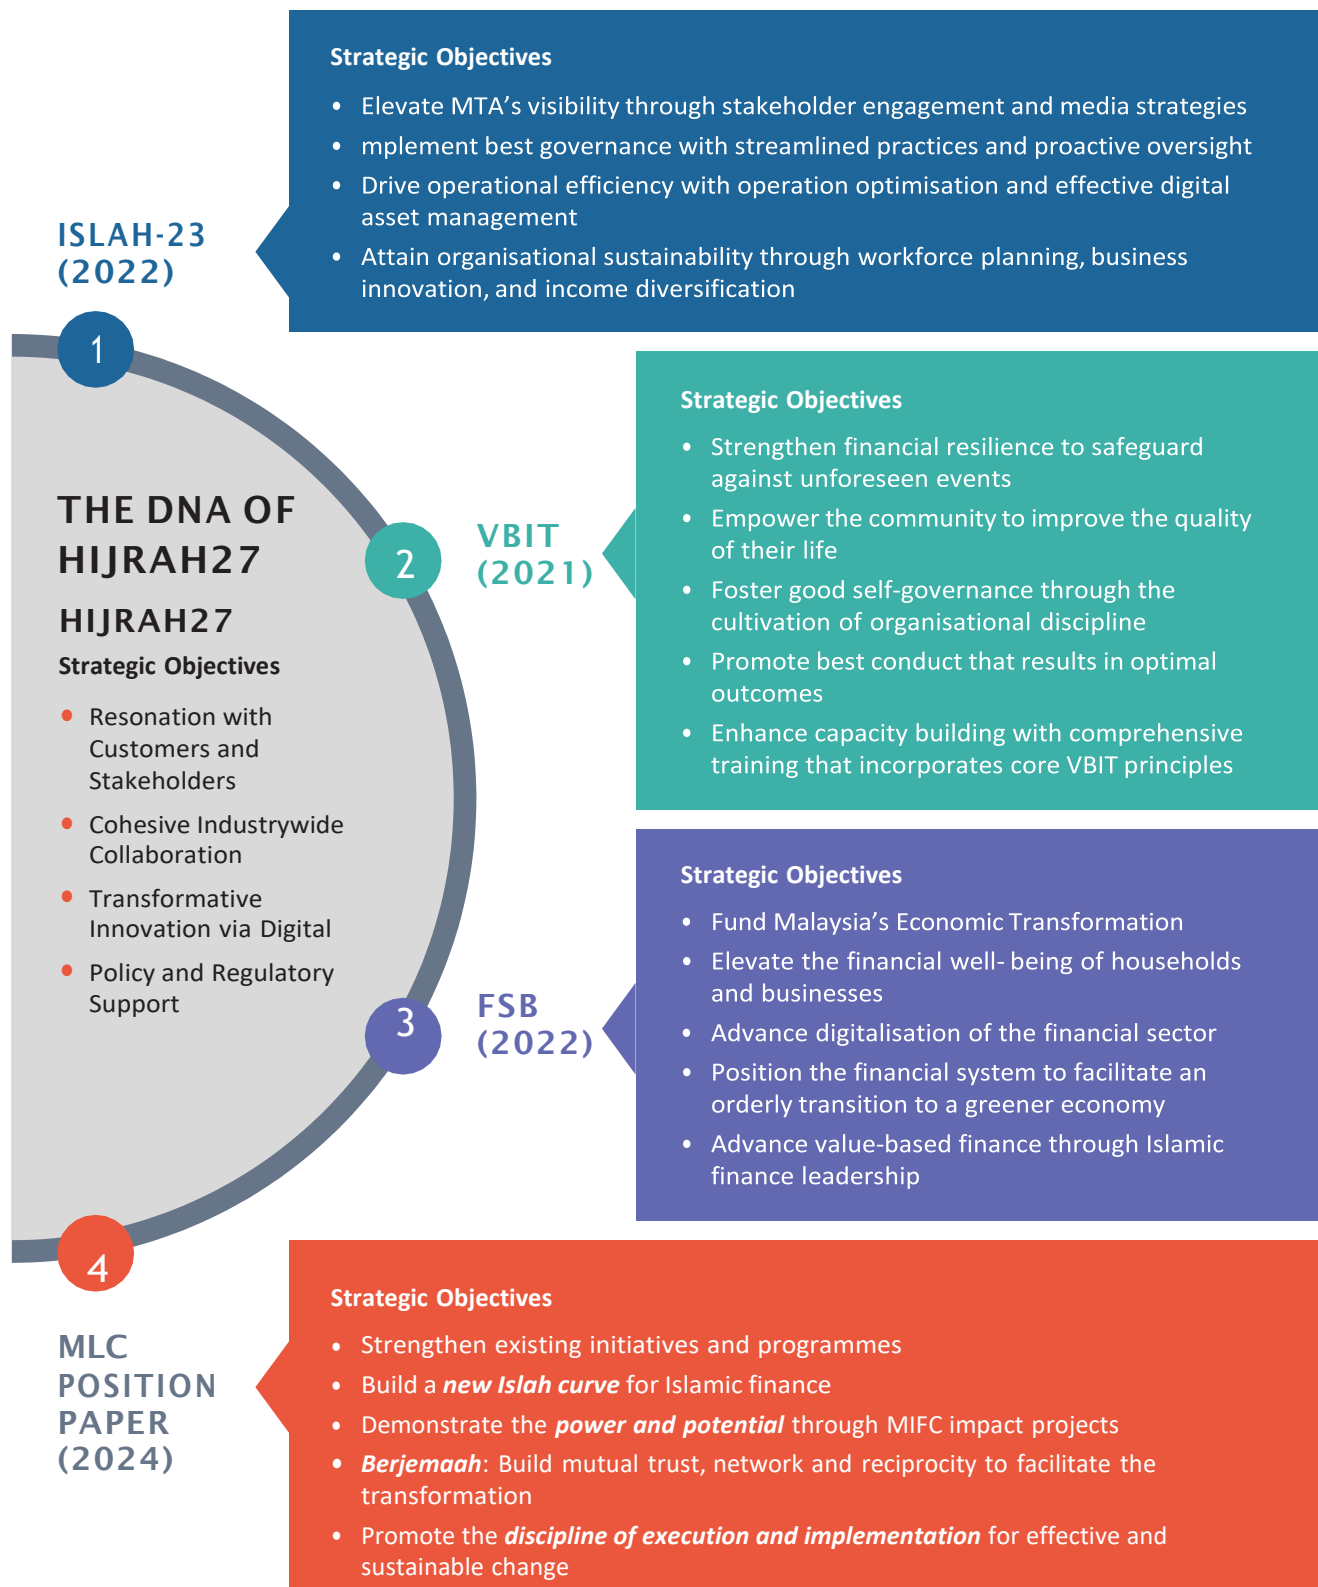 Strategic Objectives
• Elevate MTA’s visibility through stakeholder engagement and media strategies
• mplement best governance with streamlined practices and proactive oversight
• Drive operational efficiency with operation optimisation and effective digital
asset management
• Attain organisational sustainability through workforce planning, business
innovation, and income diversification
ISLAH-23
(2022)
1
THE DNA OF
HIJRAH27
HIJRAH27
Strategic Objectives
• Resonation with
Customers and
Stakeholders
• Cohesive Industrywide
Collaboration
• Transformative
Innovation via Digital
• Policy and Regulatory
Support
2
VBIT
(2021)
Strategic Objectives
• Strengthen financial resilience to safeguard
against unforeseen events
• Empower the community to improve the quality
of their life
• Foster good self-governance through the
cultivation of organisational discipline
• Promote best conduct that results in optimal
outcomes
• Enhance capacity building with comprehensive
training that incorporates core VBIT principles
3
FSB
(2022)
Strategic Objectives
• Fund Malaysia’s Economic Transformation
• Elevate the financial well- being of households
and businesses
• Advance digitalisation of the financial sector
• Position the financial system to facilitate an
orderly transition to a greener economy
• Advance value-based finance through Islamic
finance leadership
4
MLC
POSITION
PAPER
(2024)
Strategic Objectives
• Strengthen existing initiatives and programmes
• Build a new Islah curve for Islamic finance
• Demonstrate the power and potential through MIFC impact projects
• Berjemaah: Build mutual trust, network and reciprocity to facilitate the
transformation
• Promote the discipline of execution and implementation for effective and
sustainable change